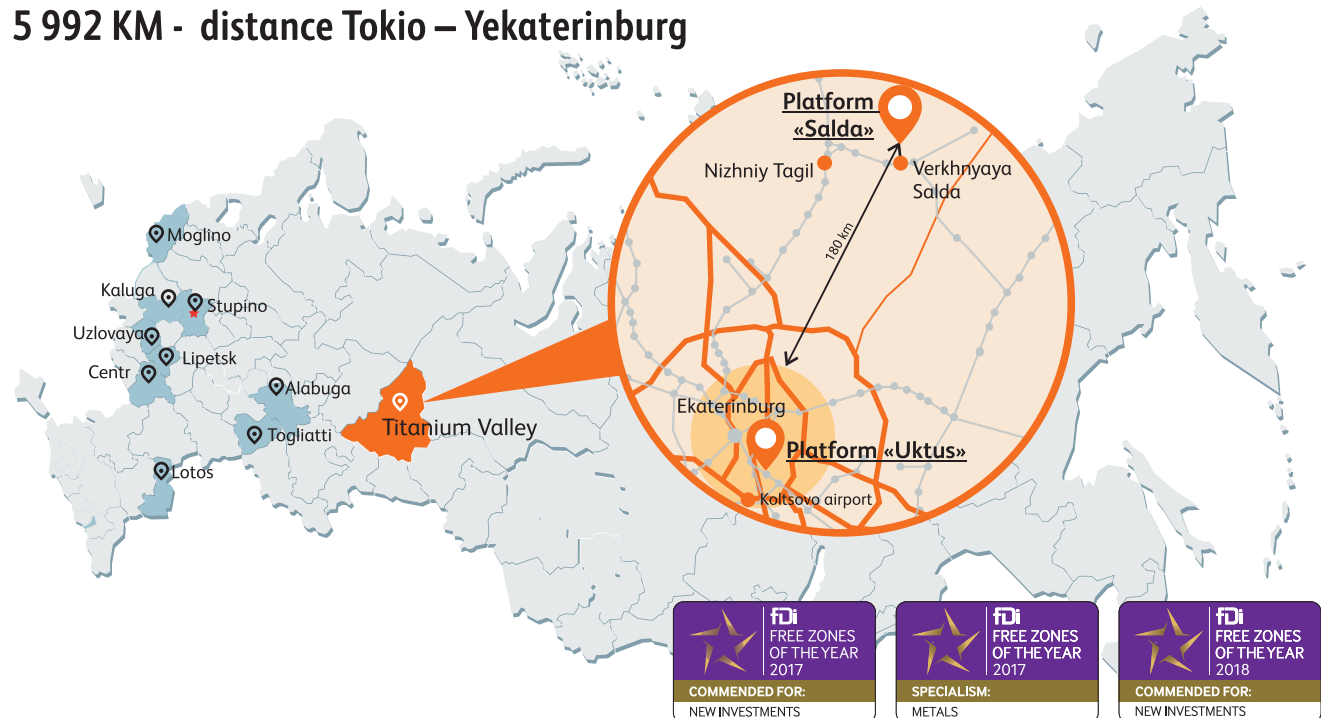 5 992 KM - distance Tokio – Yekaterinburg
Platform
«Salda»
Nizhniy Tagil
Verkhnyaya
Salda
180 km
Moglino
Kaluga
Stupino
Uzlovaya
Lipetsk
Centr
Alabuga
Togliatti
Titanium Valley
Lotos
Ekaterinburg
Platform «Uktus»
Koltsovo airport
fDi
FREE ZONES
OF THE YEAR
2017
COMMENDED FOR:
NEW INVESTMENTS
fDi
FREE ZONES
OF THE YEAR
2017
SPECIALISM:
METALS
fDi
FREE ZONES
OF THE YEAR
2018
COMMENDED FOR:
NEW INVESTMENTS